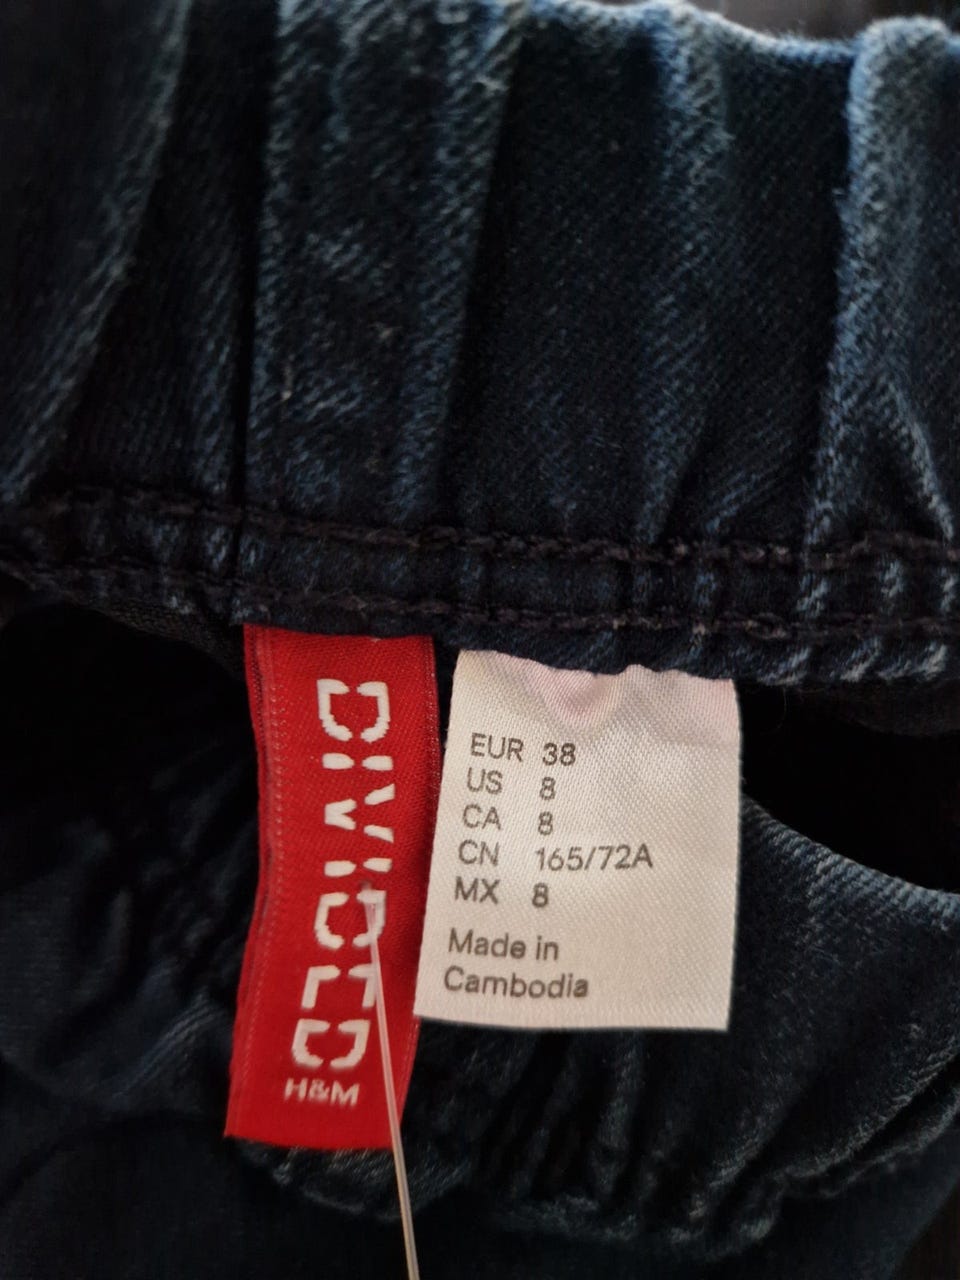 DIVIDED
H&M
EUR 38
US 8
CA 8
CN 165/72A
MX 8
Made in
Cambodia